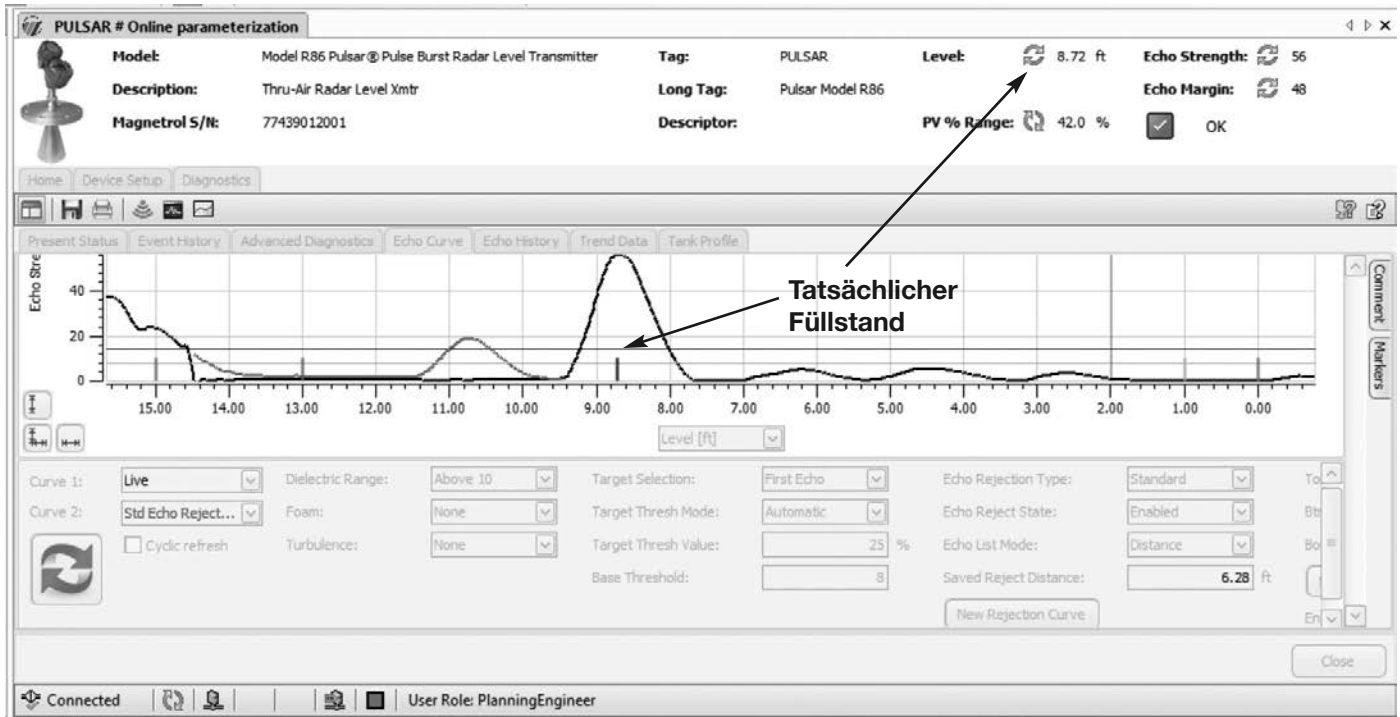 PULSAR # Online parameterization
Model: Model R86 Pulsar® Pulse Burst Radar Level Transmitter Tag: PULSAR Level: 8.72 ft Echo Strength: 56
Description: Thru-Air Radar Level Xmtr Long Tag: Pulsar Model R86 Echo Margin: 48
Magnetrol S/N: 77439012001 Descriptor: PV % Range: 42.0 % OK
Home Device Setup Diagnostics
Present Status Event History Advanced Diagnostics Echo Curve Echo History Trend Data Tank Profile
Echo Stre
40
20
0
Tatsächlicher
Füllstand
15.00 14.00 13.00 12.00 11.00 10.00 9.00 8.00 7.00 6.00 5.00 4.00 3.00 2.00 1.00 0.00
Level [ft]
Comment
Markers
Curve 1: Live Dielectric Range: Above 10 Target Selection: First Echo Echo Rejection Type: Standard To
Curve 2: Std Echo Reject... Foam: None Target Thresh Mode: Automatic Echo Reject State: Enabled Bt
Cyclic refresh Turbulence: None Target Thresh Value: 25 % Echo List Mode: Distance Bo
Base Threshold: 8 Saved Reject Distance: 6.28 ft
New Rejection Curve En
Close
Connected User Role: PlanningEngineer